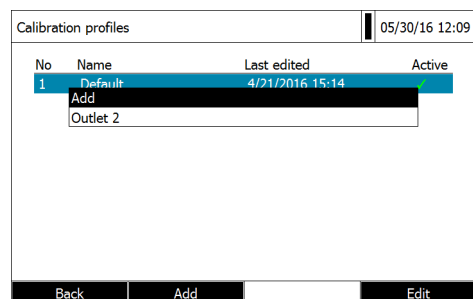 Calibration profiles 05/30/16 12:09
No Name Last edited Active
1 Default 4/21/2016 15:14
Add
Outlet 2
Back Add Edit